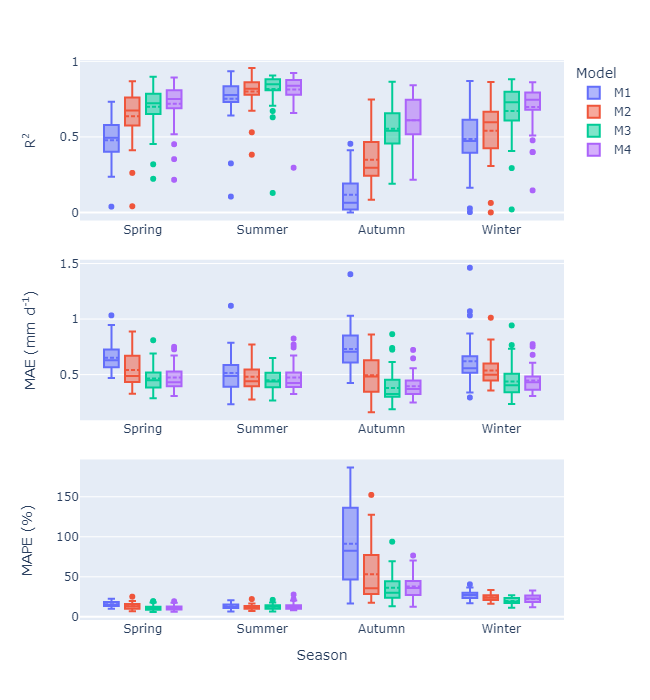 Model
M1
M2
M3
M4
R²
1
0.5
0
Spring Summer Autumn Winter
MAE (mm d⁻¹)
1.5
1
0.5
Spring Summer Autumn Winter
MAPE (%)
150
100
50
0
Spring Summer Autumn Winter
Season